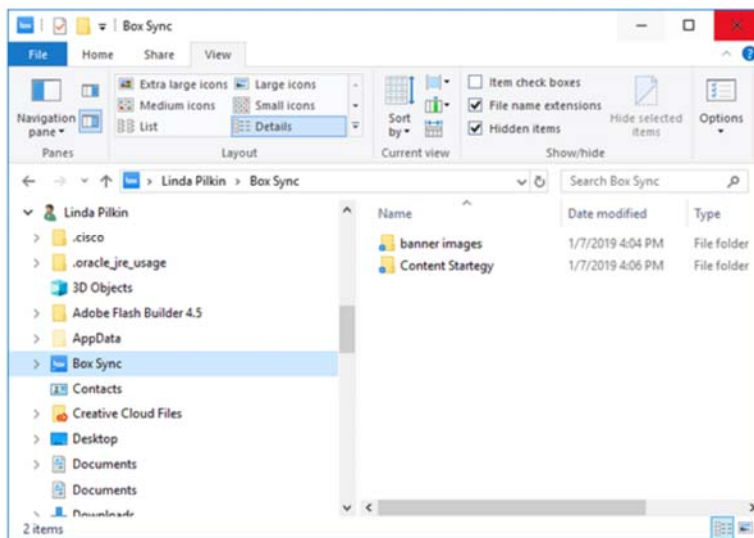 box Box Sync
File Home Share View
Navigation pane
Panes
Extra large icons Large icons
Medium icons Small icons
List Details
Layout
Sort by
Current view
Item check boxes
File name extensions
Hidden items
Show/hide
Hide selected items
Options
Linda Pilkin > Box Sync
Search Box Sync
Linda Pilkin
.cisco
.oracle_jre_usage
3D Objects
Adobe Flash Builder 4.5
AppData
Box Sync
Contacts
Creative Cloud Files
Desktop
Documents
Documents
Downloads
Name Date modified Type
banner images 1/7/2019 4:04 PM File folder
Content Startegy 1/7/2019 4:06 PM File folder
2 items